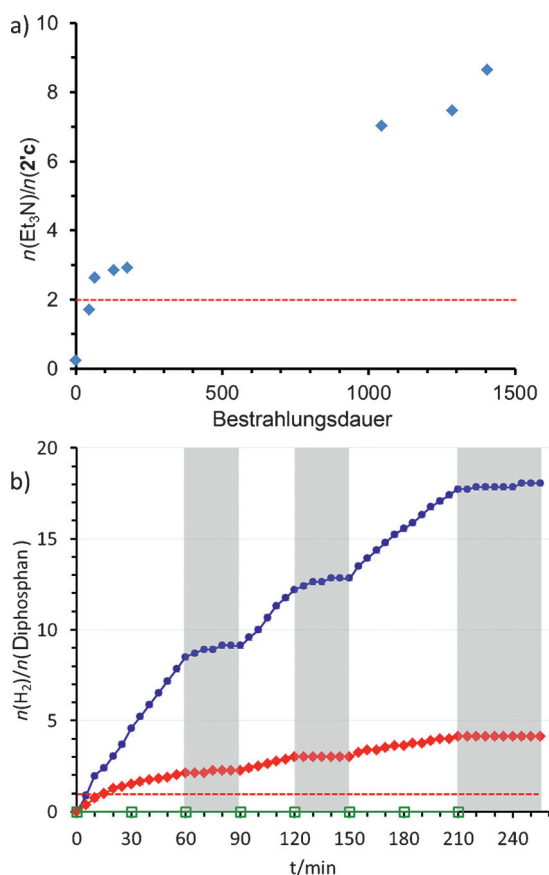 a)
10
8
6
4
2
0
n(Et₃N)/n(2'c)
0 500 1000 1500
Bestrahlungsdauer
b)
20
15
10
5
0
n(H₂)/n(Diphosphan)
0 30 60 90 120 150 180 210 240
t/min